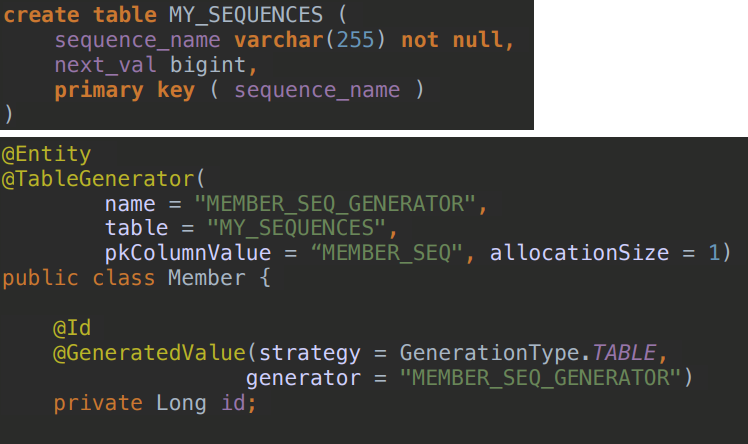 create table MY_SEQUENCES (
    sequence_name varchar(255) not null,
    next_val bigint,
    primary key ( sequence_name )
)
@Entity
@TableGenerator(
        name = "MEMBER_SEQ_GENERATOR",
        table = "MY_SEQUENCES",
        pkColumnValue = “MEMBER_SEQ", allocationSize = 1)
public class Member {
    @Id
    @GeneratedValue(strategy = GenerationType.TABLE,
                   generator = "MEMBER_SEQ_GENERATOR")
    private Long id;